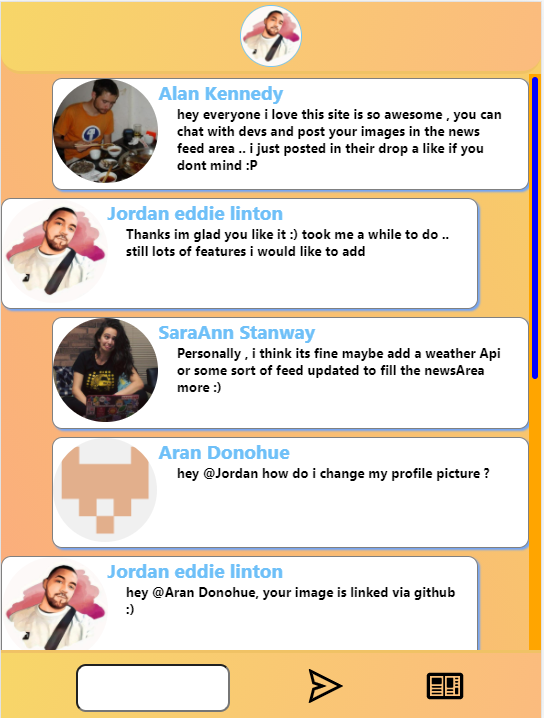 Alan Kennedy
hey everyone i love this site is so awesome , you can
chat with devs and post your images in the news
feed area .. i just posted in their drop a like if you
dont mind :P
Jordan eddie linton
Thanks im glad you like it :) took me a while to do ..
still lots of features i would like to add
SaraAnn Stanway
Personally , i think its fine maybe add a weather Api
or some sort of feed updated to fill the newsArea
more :)
Aran Donohue
hey @Jordan how do i change my profile picture ?
Jordan eddie linton
hey @Aran Donohue, your image is linked via github
:)